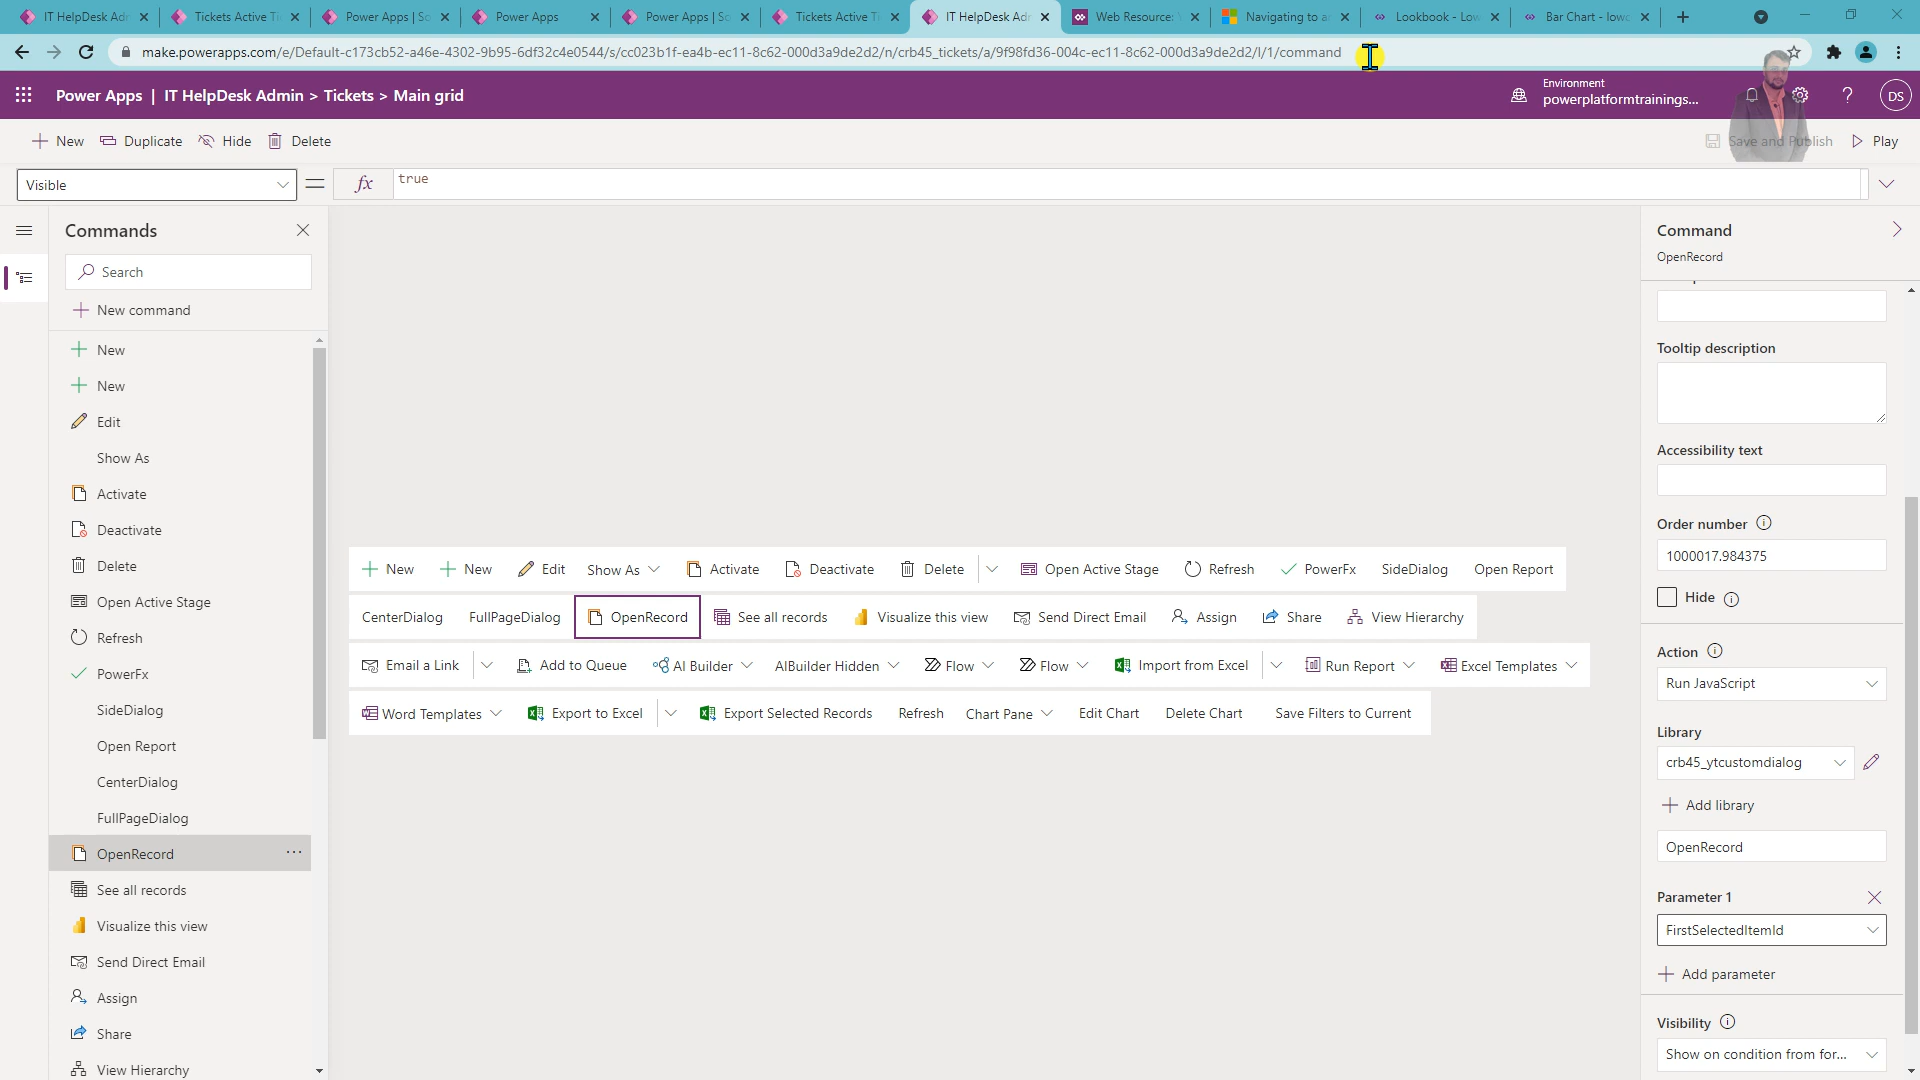 IT HelpDesk Adn
Tickets Active Ti
Power Apps | So
Power Apps
Power Apps | So
Tickets Active Ti
IT HelpDesk Adn
Web Resource:
Navigating to a
Lookbook - Low
Bar Chart - lowc
make.powerapps.com/e/Default-c173cb52-a46e-4302-9b95-6df32c4e0544/s/cc023b1f-ea4b-ec11-8c62-000d3a9de2d2/n/crb45_tickets/a/9f98fd36-004c-ec11-8c62-000d3a9de2d2/l/1/command
Power Apps | IT HelpDesk Admin > Tickets > Main grid
Environment
powerplatformtrainings...
DS
New
Duplicate
Hide
Delete
Save and Publish
Play
Visible
fx
true
Commands
Search
New command
New
New
Edit
Show As
Activate
Deactivate
Delete
Open Active Stage
Refresh
PowerFx
SideDialog
Open Report
CenterDialog
FullPageDialog
OpenRecord
See all records
Visualize this view
Send Direct Email
Assign
Share
View Hierarchy
New New Edit Show As Activate Deactivate Delete Open Active Stage Refresh PowerFx SideDialog Open Report
CenterDialog FullPageDialog OpenRecord See all records Visualize this view Send Direct Email Assign Share View Hierarchy
Email a Link Add to Queue AI Builder AIBuilder Hidden Flow Flow Import from Excel Run Report Excel Templates
Word Templates Export to Excel Export Selected Records Refresh Chart Pane Edit Chart Delete Chart Save Filters to Current
Command
OpenRecord
Tooltip description
Accessibility text
Order number
1000017.984375
Hide
Action
Run JavaScript
Library
crb45_ytcustomdialog
Add library
OpenRecord
Parameter 1
FirstSelectedItemId
Add parameter
Visibility
Show on condition from for...